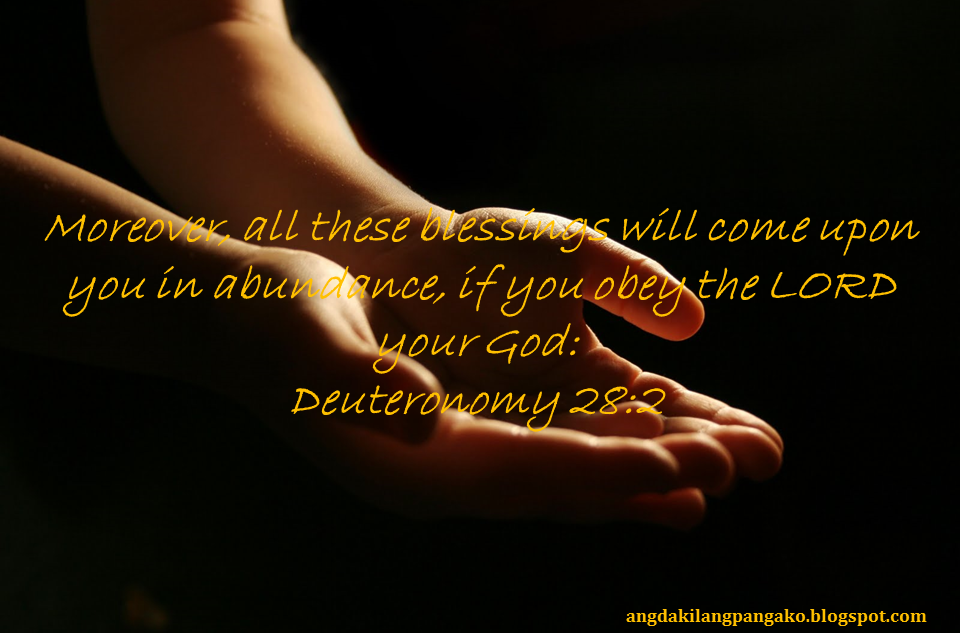 Moreover, all these blessings will come upon
you in abundance, if you obey the LORD
your God:
Deuteronomy 28:2
angdakilangpangako.blogspot.com